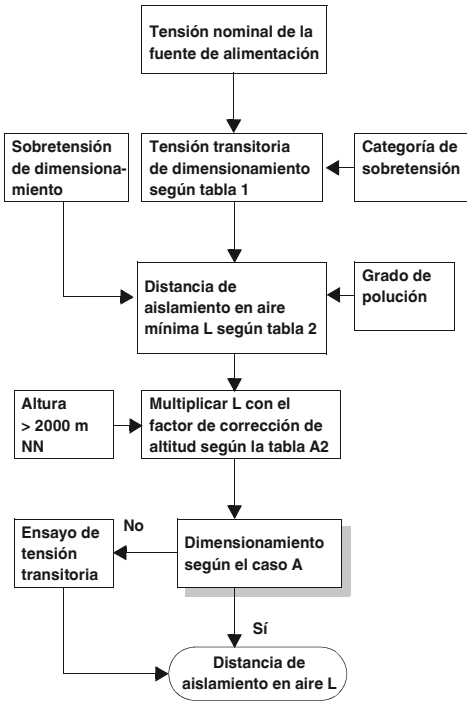 Tensión nominal de la
fuente de alimentación
Sobretensión
de dimensiona-
miento
Tensión transitoria
de dimensionamiento
según tabla 1
Categoría de
sobretensión
Distancia de
aislamiento en aire
mínima L según tabla 2
Grado de
polución
Altura
> 2000 m
NN
Multiplicar L con el
factor de corrección de
altitud según la tabla A2
Ensayo de
tensión
transitoria
No
Dimensionamiento
según el caso A
Sí
Distancia de
aislamiento en aire L